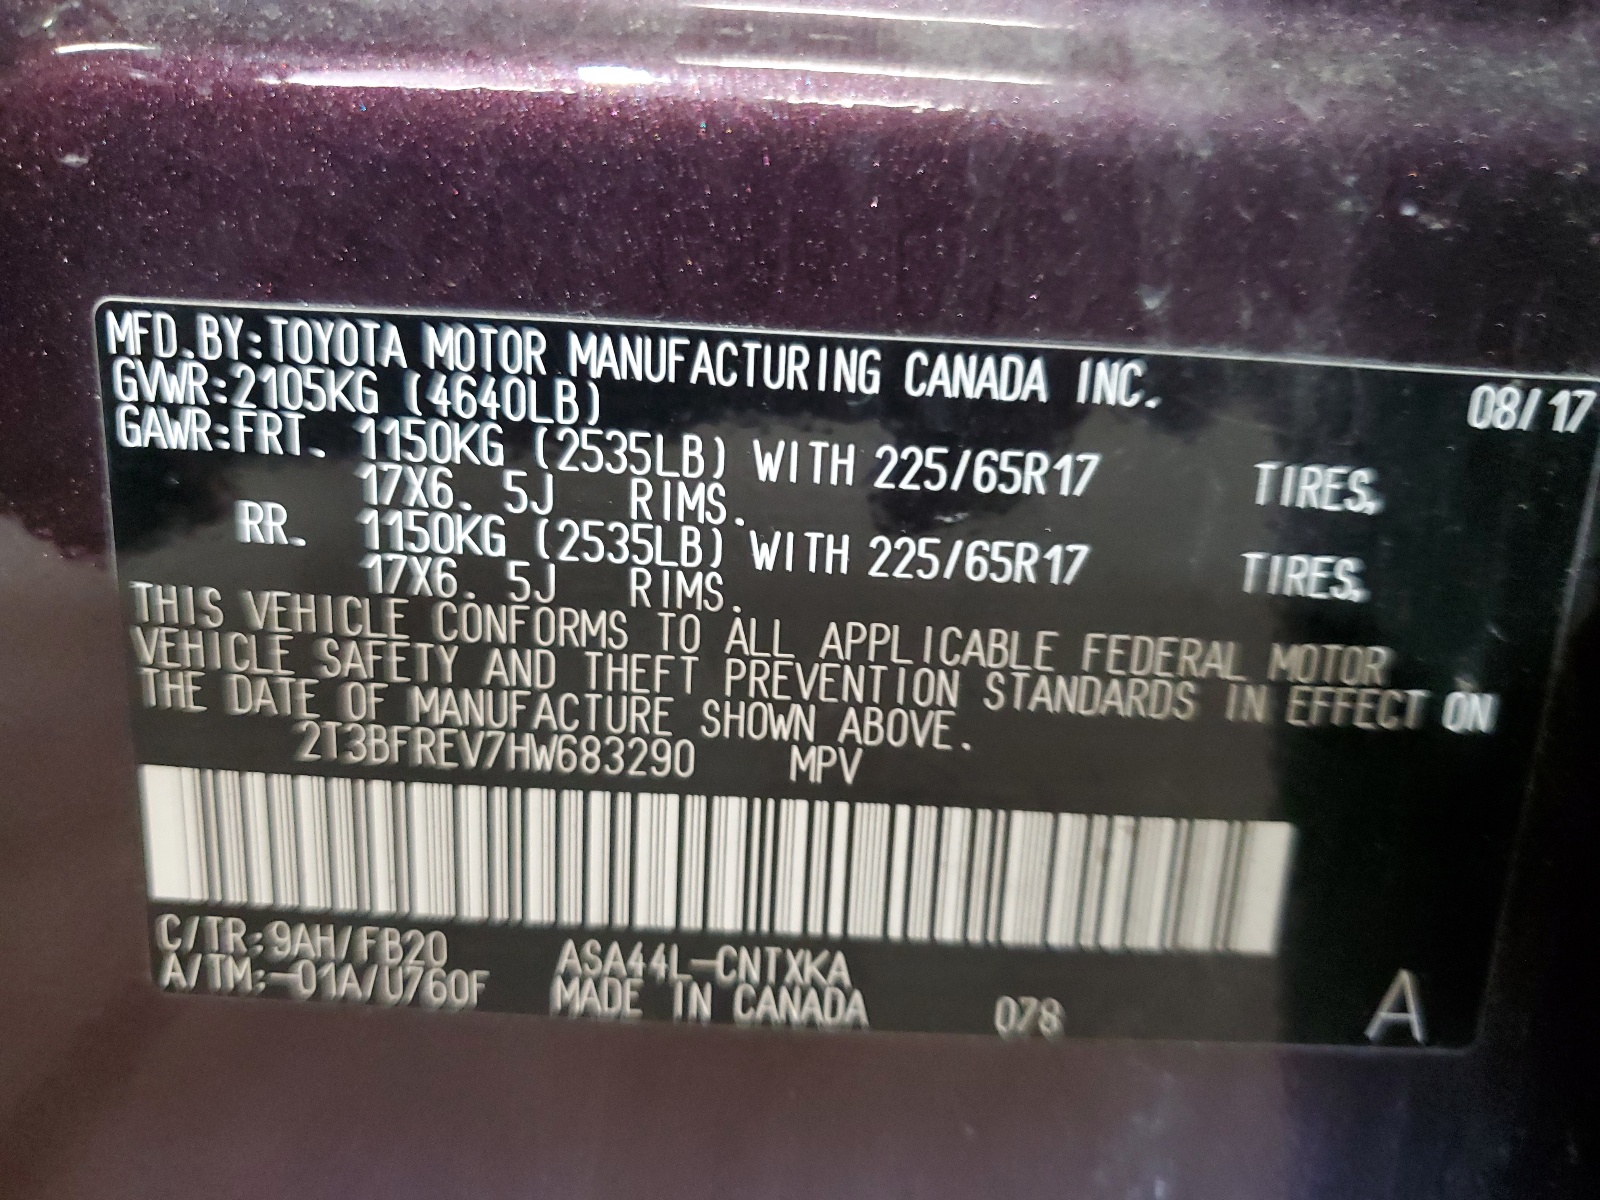 MFD.BY:TOYOTA MOTOR MANUFACTURING CANADA INC. 08/17
GVWR:2105KG (4640LB)
GAWR:FRT. 1150KG (2535LB) WITH 225/65R17 TIRES,
17X6.5J RIMS.
RR. 1150KG (2535LB) WITH 225/65R17 TIRES,
17X6.5J RIMS.
THIS VEHICLE CONFORMS TO ALL APPLICABLE FEDERAL MOTOR
VEHICLE SAFETY AND THEFT PREVENTION STANDARDS IN EFFECT ON
THE DATE OF MANUFACTURE SHOWN ABOVE.
2T3BFREV7HW683290 MPV
C/TR:9AH/FB20 ASA44L-CNTXKA
A/TM:-01A/U760F MADE IN CANADA 078 A